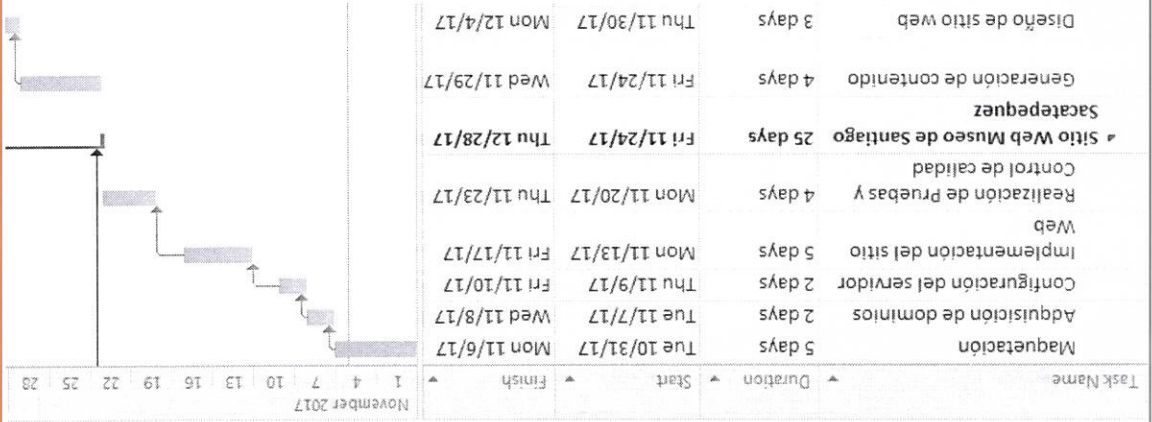 November 2017
Task Name Duration Start Finish 1 4 7 10 13 16 19 22 25 28
Maquetación 5 days Tue 10/31/17 Mon 11/6/17
Adquisición de dominios 2 days Tue 11/7/17 Wed 11/8/17
Configuración del servidor 2 days Thu 11/9/17 Fri 11/10/17
Implementación del sitio 5 days Mon 11/13/17 Fri 11/17/17
Web
Realización de Pruebas y 4 days Mon 11/20/17 Thu 11/23/17
Control de calidad
Sitio Web Museo de Santiago 25 days Fri 11/24/17 Thu 12/28/17
Sacatepequez
Generación de contenido 4 days Fri 11/24/17 Wed 11/29/17
Diseño de sitio web 3 days Thu 11/30/17 Mon 12/4/17